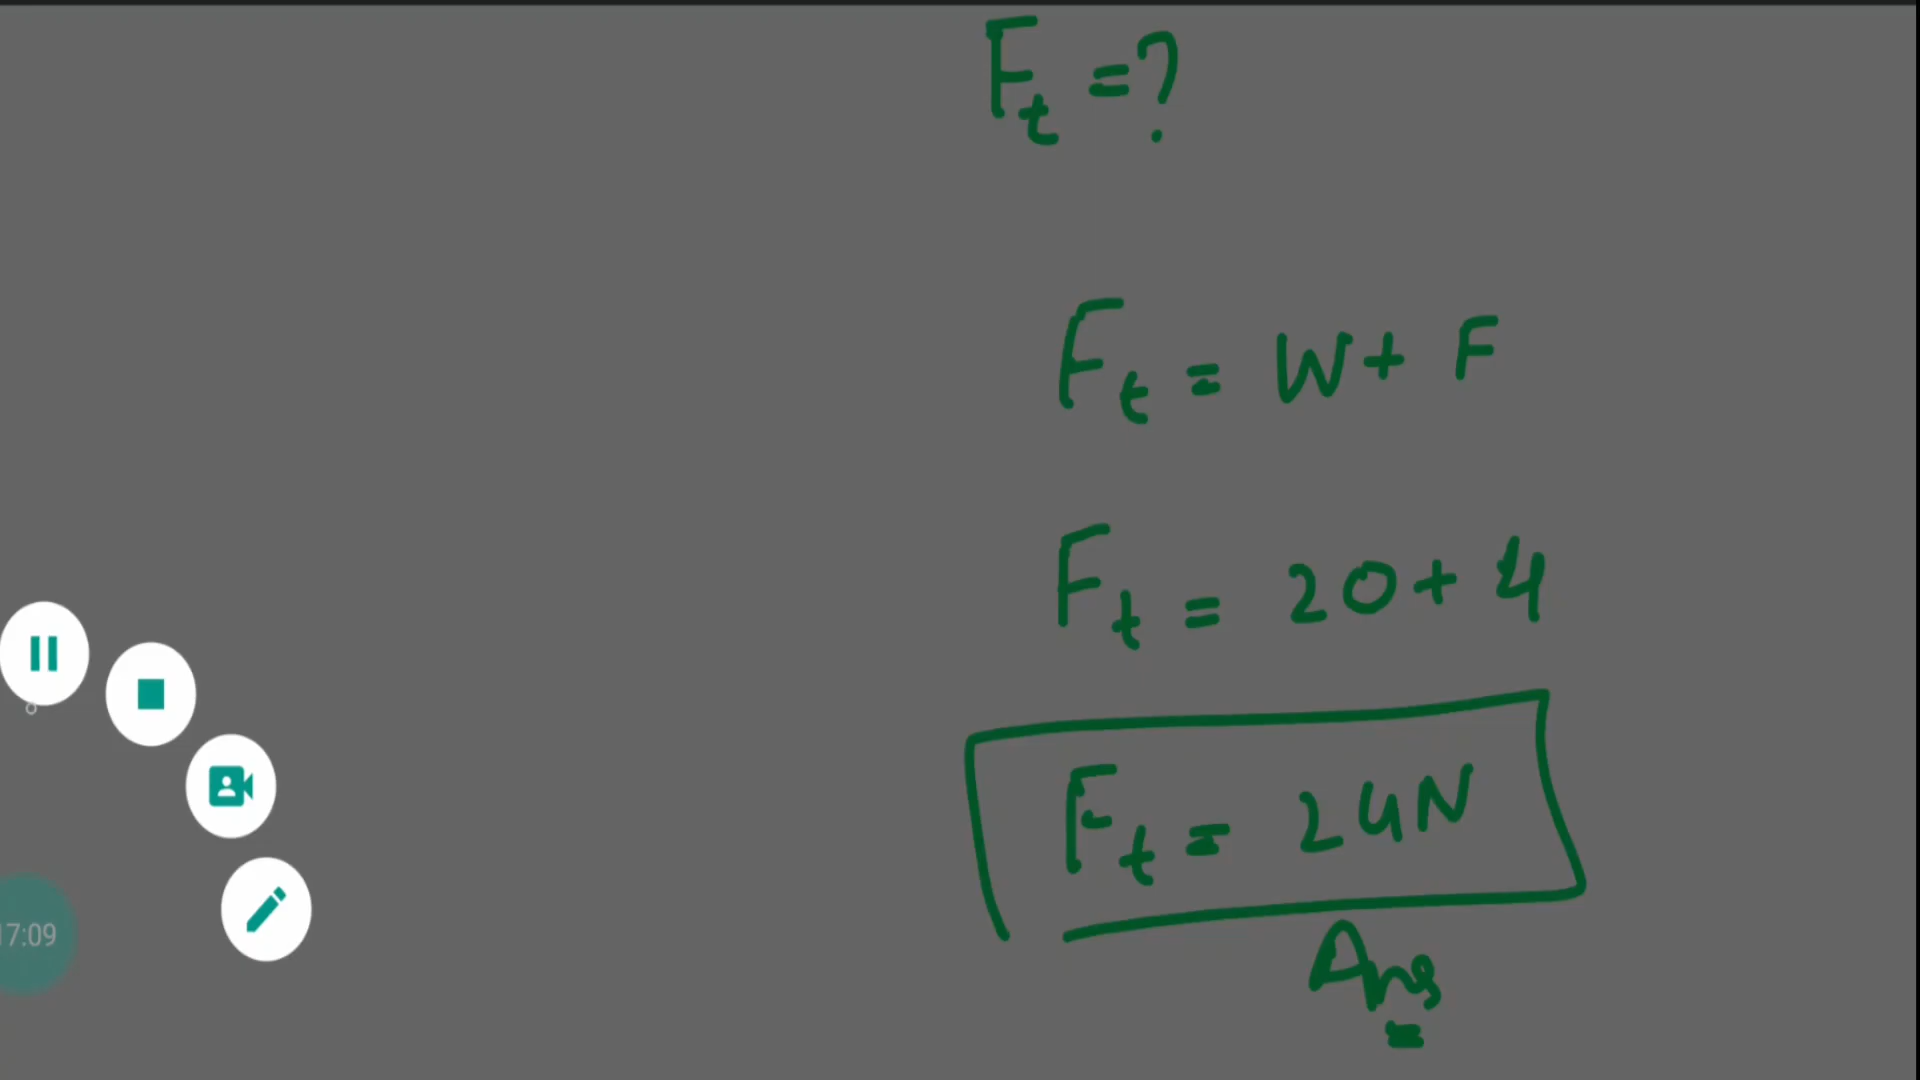 Ft = ?
Ft = W + F
Ft = 20 + 4
Ft = 24N
Ans
17:09